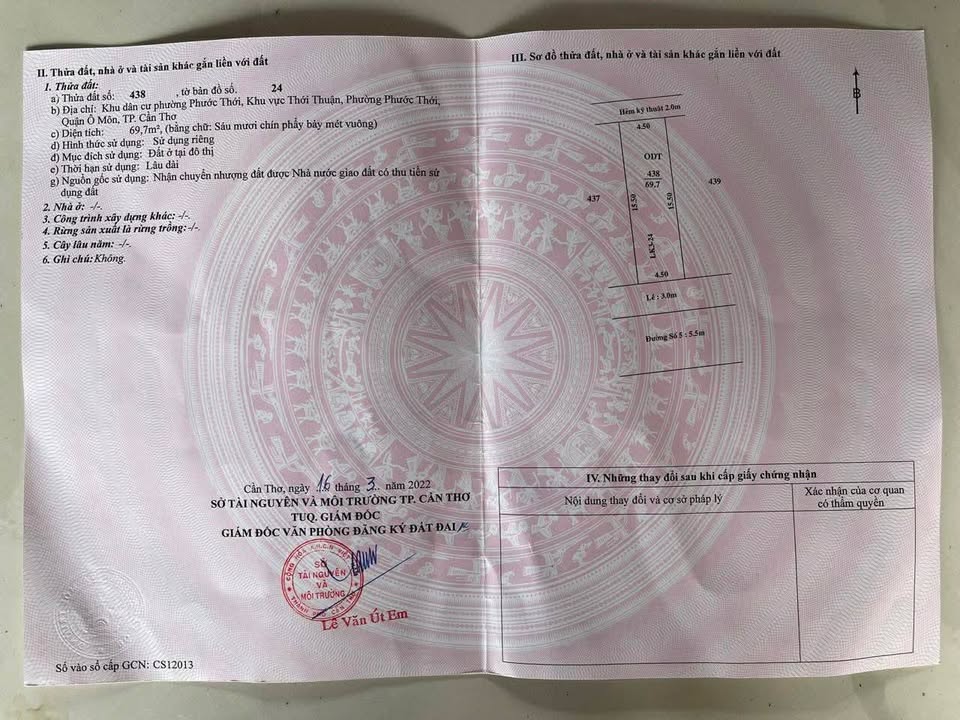 II. Thửa đất, nhà ở và tài sản khác gắn liền với đất
1. Thửa đất:
a) Thửa đất số: 438 , tờ bản đồ số. 24
b) Địa chỉ: Khu dân cư phường Phước Thới, Khu vực Thới Thuận, Phường Phước Thới,
Quận Ô Môn, TP. Cần Thơ
c) Diện tích: 69,7m², (bằng chữ: Sáu mươi chín phẩy bảy mét vuông)
d) Hình thức sử dụng: Sử dụng riêng
đ) Mục đích sử dụng: Đất ở tại đô thị
e) Thời hạn sử dụng: Lâu dài
g) Nguồn gốc sử dụng: Nhận chuyển nhượng đất được Nhà nước giao đất có thu tiền sử
dụng đất
2. Nhà ở: -/-.
3. Công trình xây dựng khác: -/-.
4. Rừng sản xuất là rừng trồng: -/-.
5. Cây lâu năm: -/-.
6. Ghi chú: Không.
Cần Thơ, ngày 16 tháng 3 năm 2022
SỞ TÀI NGUYÊN VÀ MÔI TRƯỜNG TP. CẦN THƠ
TUQ. GIÁM ĐỐC
GIÁM ĐỐC VĂN PHÒNG ĐĂNG KÝ ĐẤT ĐAI
SỞ
TÀI NGUYÊN
VÀ
MÔI TRƯỜNG
Lê Văn Út Em
Số vào sổ cấp GCN: CS12013
III. Sơ đồ thửa đất, nhà ở và tài sản khác gắn liền với đất
B
Hẻm kỹ thuật 2.0m
4.50
ODT
438
69.7
437
439
15.50
15.50
LK3-24
4.50
Lề : 3.0m
Đường Số 5 : 5.5m
IV. Những thay đổi sau khi cấp giấy chứng nhận
Nội dung thay đổi và cơ sở pháp lý
Xác nhận của cơ quan
có thẩm quyền